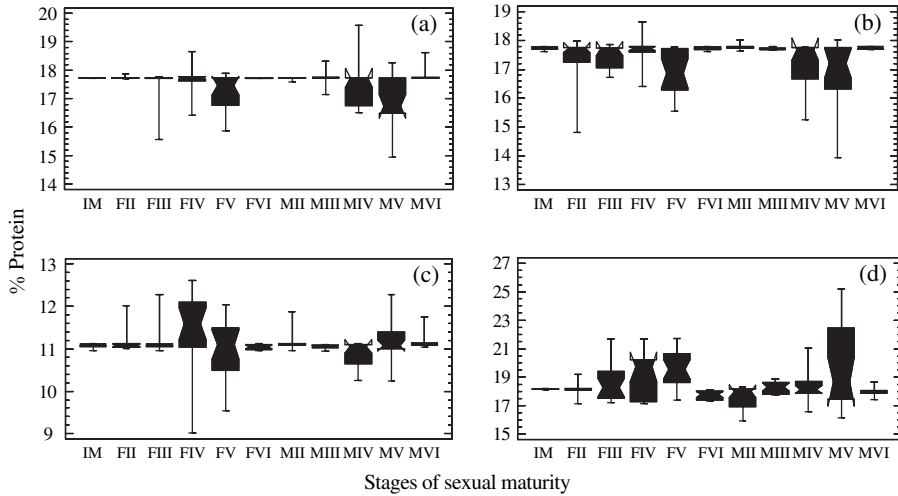 (a)
20
19
18
17
16
15
14
IM FII FIII FIV FV FVI MII MIII MIV MV MVI
(b)
19
18
17
16
15
14
13
IM FII FIII FIV FV FVI MII MIII MIV MV MVI
% Protein
(c)
13
12
11
10
9
IM FII FIII FIV FV FVI MII MIII MIV MV MVI
(d)
27
25
23
21
19
17
15
IM FII FIII FIV FV FVI MII MIII MIV MV MVI
Stages of sexual maturity